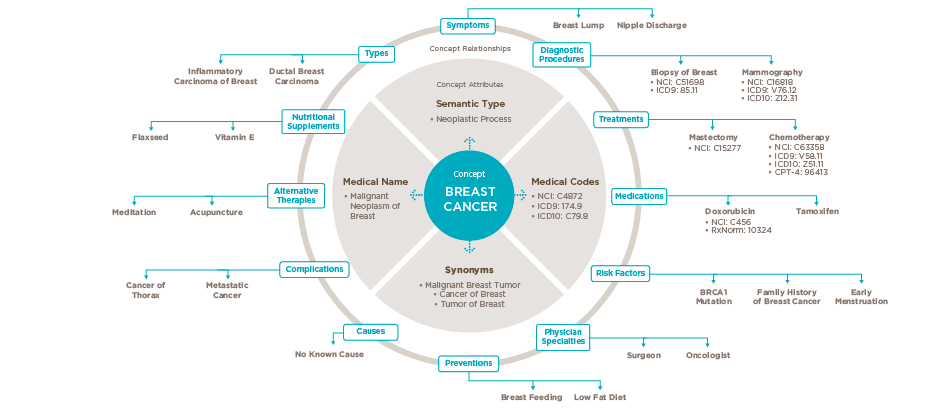 Symptoms
Breast Lump
Nipple Discharge
Concept Relationships
Types
Inflammatory
Carcinoma of Breast
Ductal Breast
Carcinoma
Diagnostic
Procedures
Biopsy of Breast
• NCI: C51698
• ICD9: 85.11
Mammography
• NCI: C16818
• ICD9: V76.12
ICD10: Z12.31
Concept Attributes
Semantic Type
• Neoplastic Process
Nutritional
Supplements
Flaxseed
Vitamin E
Treatments
Mastectomy
• NCI: C15277
Chemotherapy
• NCI: C63358
• ICD9: V58.11
ICD10: Z51.11
• CPT-4: 96413
Medical Name
• Malignant
Neoplasm of
Breast
Concept
BREAST
CANCER
Medical Codes
• NCI: C4872
• ICD9: 174.9
• ICD10: C79.8
Alternative
Therapies
Meditation
Acupuncture
Medications
Doxorubicin
• NCI: C456
• RxNorm: 10324
Tamoxifen
Synonyms
• Malignant Breast Tumor
• Cancer of Breast
• Tumor of Breast
Complications
Cancer of
Thorax
Metastatic
Cancer
Risk Factors
BRCA1
Mutation
Family History
of Breast Cancer
Early
Menstruation
Causes
No Known Cause
Physician
Specialties
Surgeon
Oncologist
Preventions
Breast Feeding
Low Fat Diet